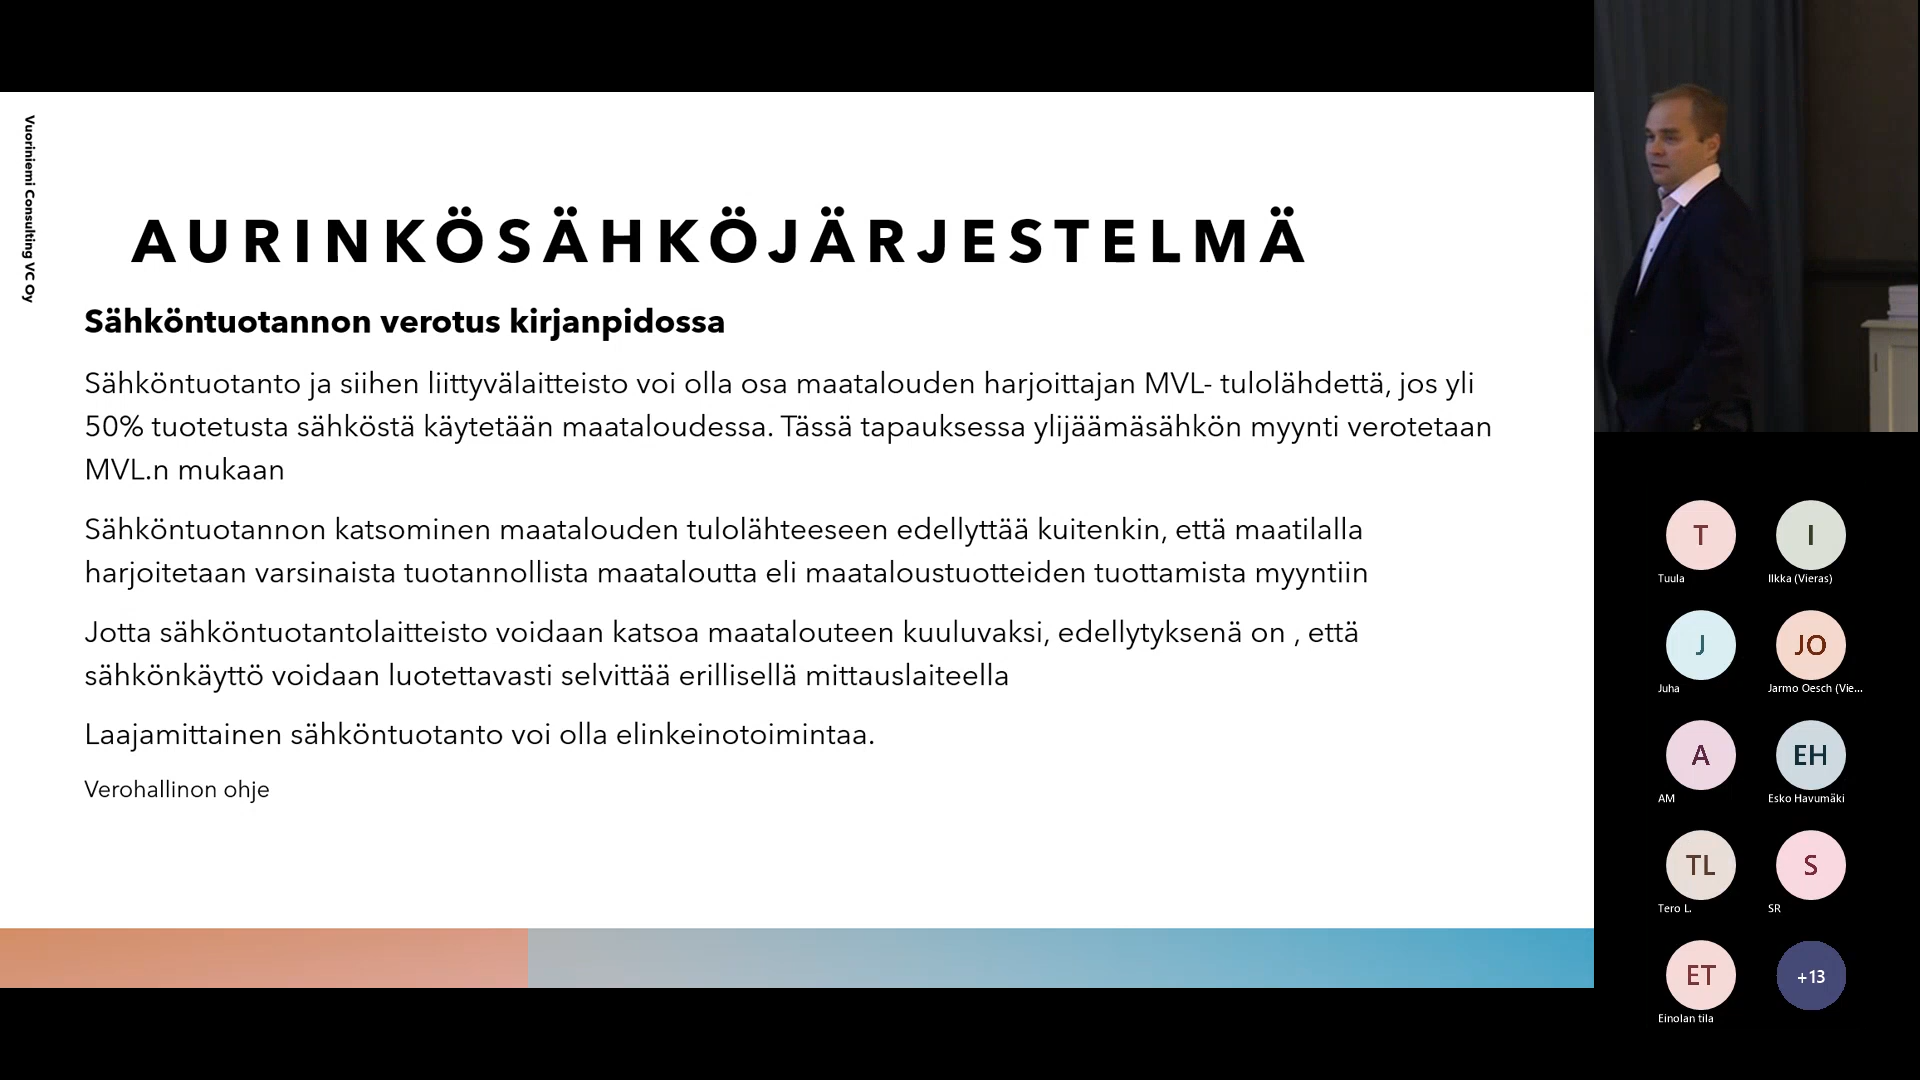 Vuoriniemi Consulting VC Oy
AURINKÖSÄHKÖJÄRJESTELMÄ
Sähköntuotannon verotus kirjanpidossa
Sähköntuotanto ja siihen liittyvälaitteisto voi olla osa maatalouden harjoittajan MVL- tulolähdettä, jos yli
50% tuotetusta sähköstä käytetään maataloudessa. Tässä tapauksessa ylijäämäsähkön myynti verotetaan
MVL.n mukaan
Sähköntuotannon katsominen maatalouden tulolähteeseen edellyttää kuitenkin, että maatilalla
harjoitetaan varsinaista tuotannollista maataloutta eli maataloustuotteiden tuottamista myyntiin
Jotta sähköntuotantolaitteisto voidaan katsoa maatalouteen kuuluvaksi, edellytyksenä on , että
sähkönkäyttö voidaan luotettavasti selvittää erillisellä mittauslaiteella
Laajamittainen sähköntuotanto voi olla elinkeinotoimintaa.
Verohallinon ohje
T
Tuula
I
Ilkka (Vieras)
J
Juha
JO
Jarmo Oesch (Vie...
A
AM
EH
Esko Havumäki
TL
Tero L.
S
SR
ET
Einolan tila
+13